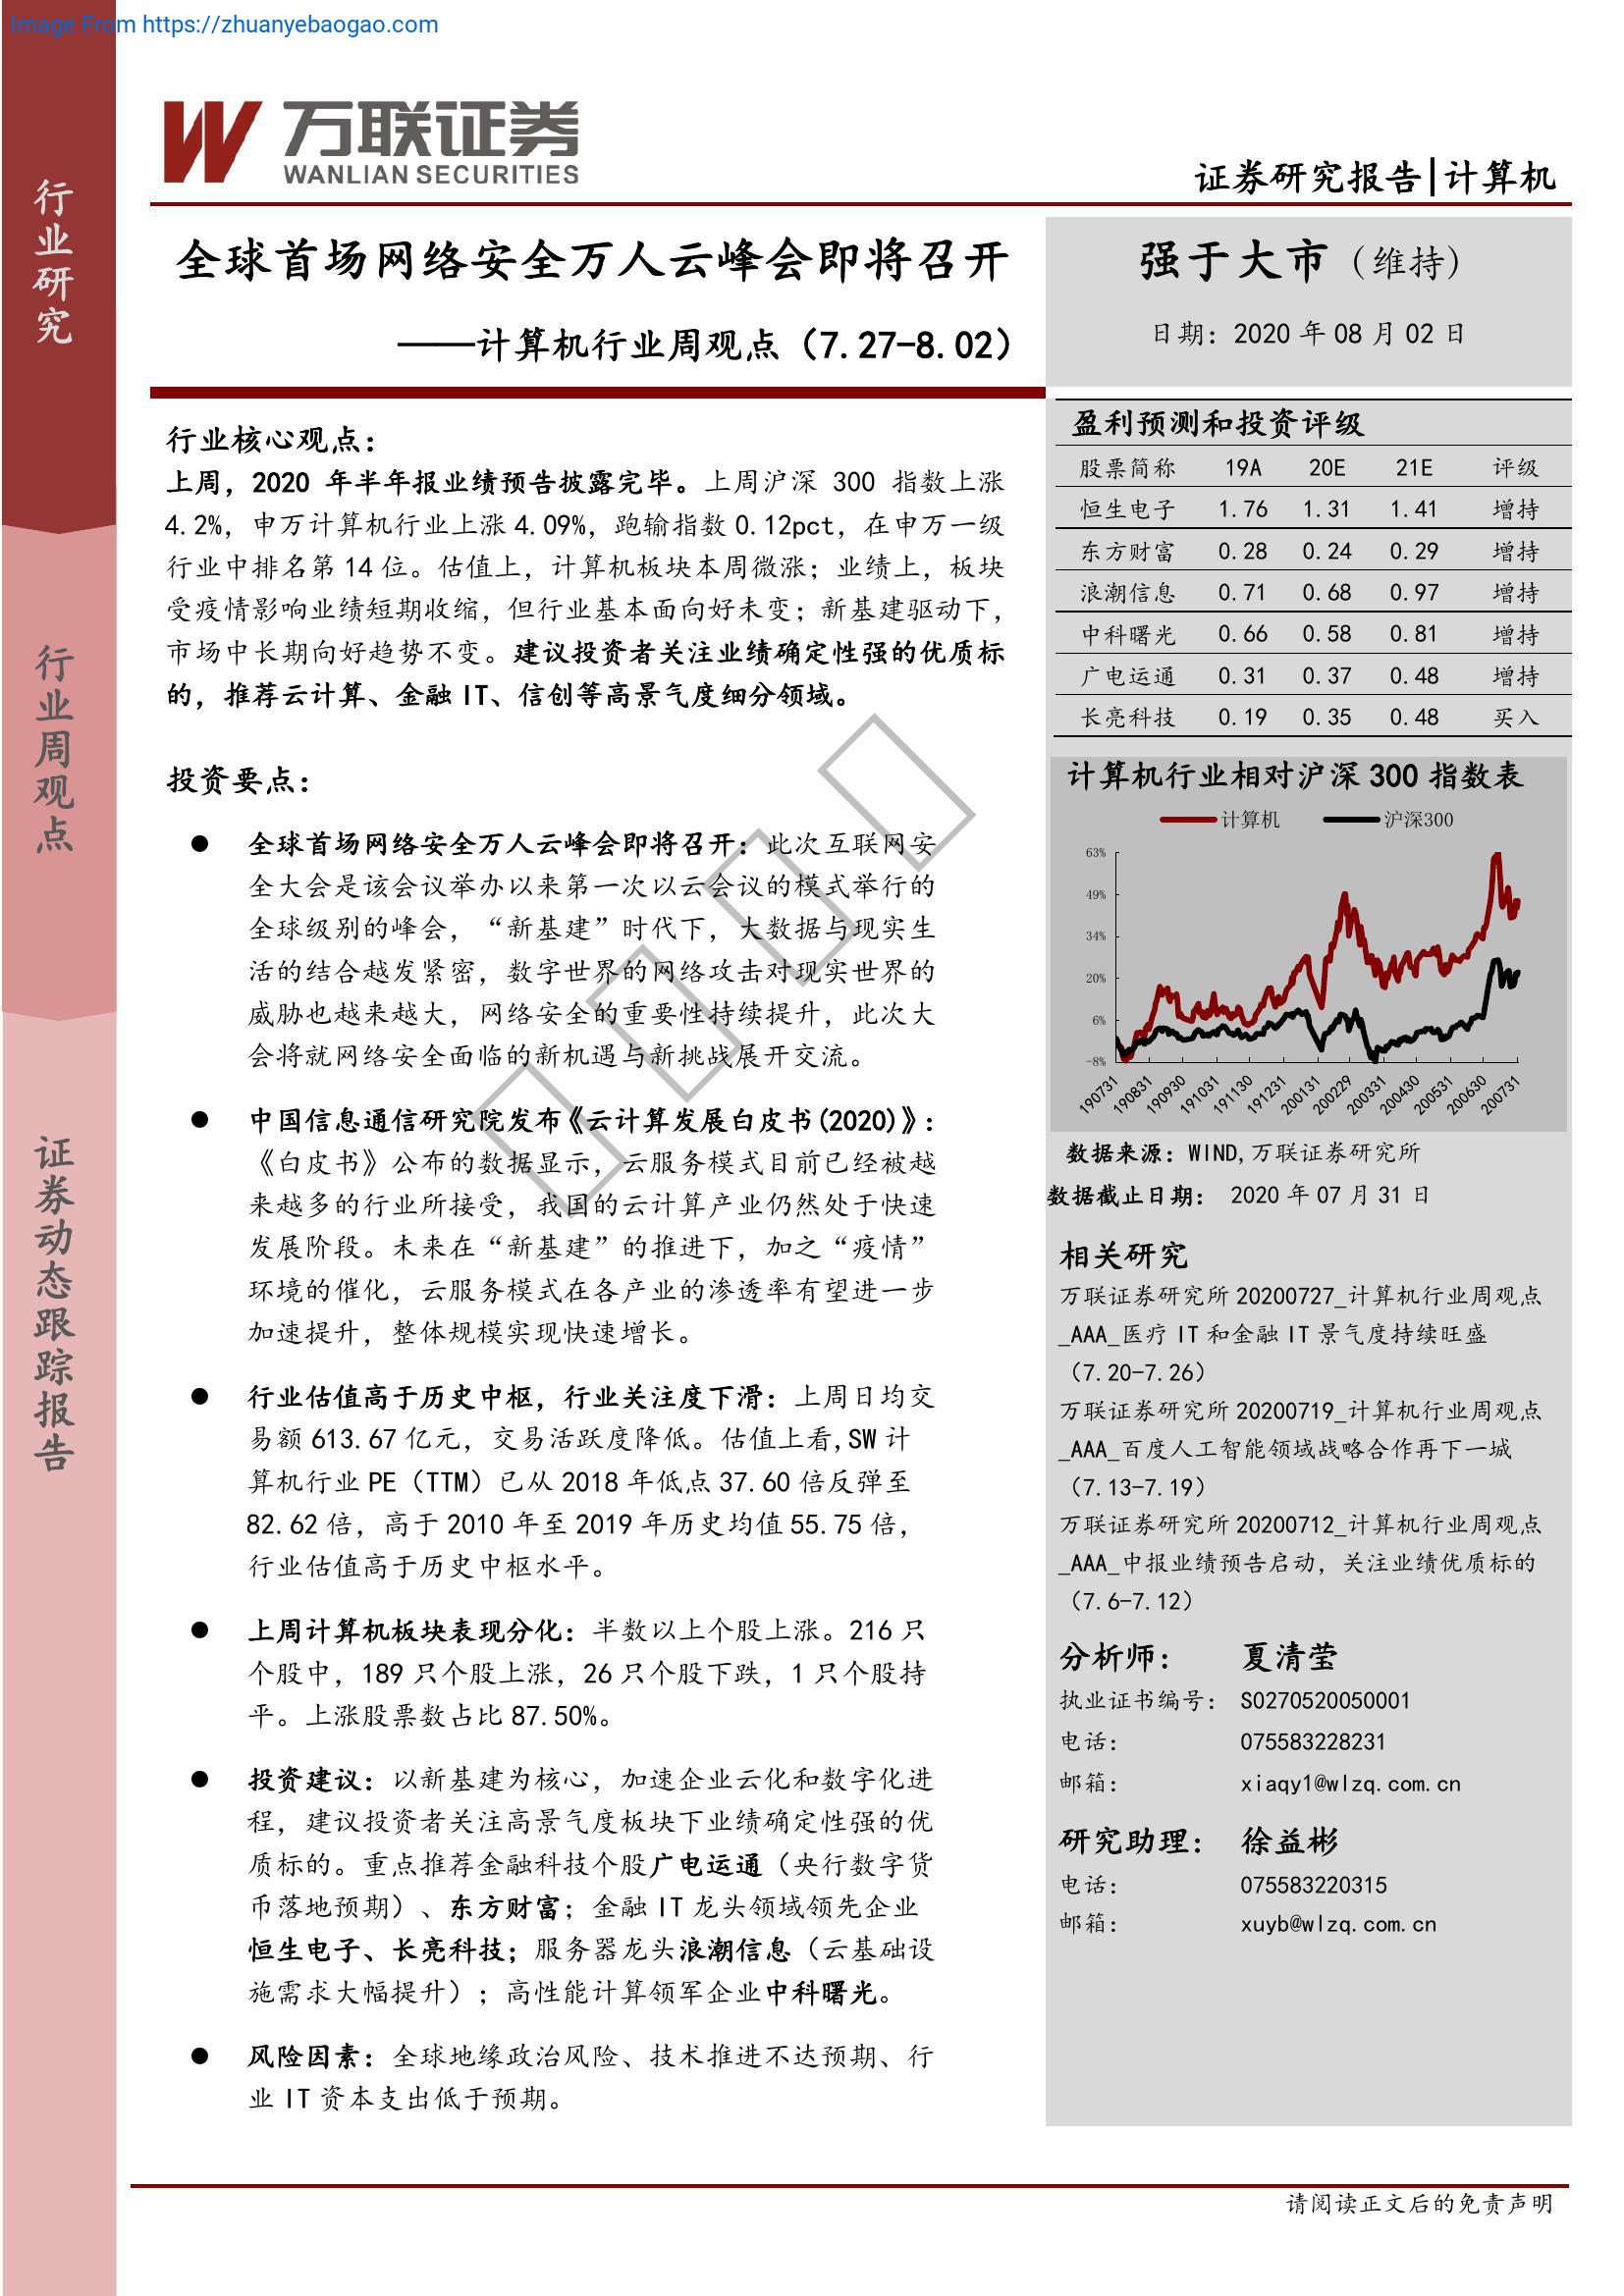 Image From https://zhuanyebaogao.com
行业研究
行业周观点
证券动态跟踪报告
万联证券
WANLIAN SECURITIES
证券研究报告|计算机
全球首场网络安全万人云峰会即将召开
——计算机行业周观点（7.27-8.02）
强于大市（维持）
日期：2020 年 08 月 02 日
行业核心观点：
上周，2020 年半年报业绩预告披露完毕。上周沪深 300 指数上涨
4.2%，申万计算机行业上涨 4.09%，跑输指数 0.12pct，在申万一级
行业中排名第 14 位。估值上，计算机板块本周微涨；业绩上，板块
受疫情影响业绩短期收缩，但行业基本面向好未变；新基建驱动下，
市场中长期向好趋势不变。建议投资者关注业绩确定性强的优质标
的，推荐云计算、金融 IT、信创等高景气度细分领域。
投资要点：
● 全球首场网络安全万人云峰会即将召开：此次互联网安
全大会是该会议举办以来第一次以云会议的模式举行的
全球级别的峰会，“新基建”时代下，大数据与现实生
活的结合越发紧密，数字世界的网络攻击对现实世界的
威胁也越来越大，网络安全的重要性持续提升，此次大
会将就网络安全面临的新机遇与新挑战展开交流。
● 中国信息通信研究院发布《云计算发展白皮书(2020)》：
《白皮书》公布的数据显示，云服务模式目前已经被越
来越多的行业所接受，我国的云计算产业仍然处于快速
发展阶段。未来在“新基建”的推进下，加之“疫情”
环境的催化，云服务模式在各产业的渗透率有望进一步
加速提升，整体规模实现快速增长。
● 行业估值高于历史中枢，行业关注度下滑：上周日均交
易额 613.67 亿元，交易活跃度降低。估值上看,SW 计
算机行业 PE（TTM）已从 2018 年低点 37.60 倍反弹至
82.62 倍，高于 2010 年至 2019 年历史均值 55.75 倍，
行业估值高于历史中枢水平。
● 上周计算机板块表现分化：半数以上个股上涨。216 只
个股中，189 只个股上涨，26 只个股下跌，1 只个股持
平。上涨股票数占比 87.50%。
● 投资建议：以新基建为核心，加速企业云化和数字化进
程，建议投资者关注高景气度板块下业绩确定性强的优
质标的。重点推荐金融科技个股广电运通（央行数字货
币落地预期）、东方财富；金融 IT 龙头领域领先企业
恒生电子、长亮科技；服务器龙头浪潮信息（云基础设
施需求大幅提升）；高性能计算领军企业中科曙光。
● 风险因素：全球地缘政治风险、技术推进不达预期、行
业 IT 资本支出低于预期。
盈利预测和投资评级
股票简称 19A 20E 21E 评级
恒生电子 1.76 1.31 1.41 增持
东方财富 0.28 0.24 0.29 增持
浪潮信息 0.71 0.68 0.97 增持
中科曙光 0.66 0.58 0.81 增持
广电运通 0.31 0.37 0.48 增持
长亮科技 0.19 0.35 0.48 买入
计算机行业相对沪深 300 指数表
计算机 沪深300
63%
49%
34%
20%
6%
-8%
190731 190831 190930 191031 191130 191231 200131 200229 200331 200430 200531 200630 200731
数据来源：WIND,万联证券研究所
数据截止日期： 2020 年 07 月 31 日
相关研究
万联证券研究所 20200727_计算机行业周观点
_AAA_医疗 IT 和金融 IT 景气度持续旺盛
（7.20-7.26）
万联证券研究所 20200719_计算机行业周观点
_AAA_百度人工智能领域战略合作再下一城
（7.13-7.19）
万联证券研究所 20200712_计算机行业周观点
_AAA_中报业绩预告启动，关注业绩优质标的
（7.6-7.12）
分析师： 夏清莹
执业证书编号： S0270520050001
电话： 075583228231
邮箱： xiaqy1@wlzq.com.cn
研究助理： 徐益彬
电话： 075583220315
邮箱： xuyb@wlzq.com.cn
请阅读正文后的免责声明